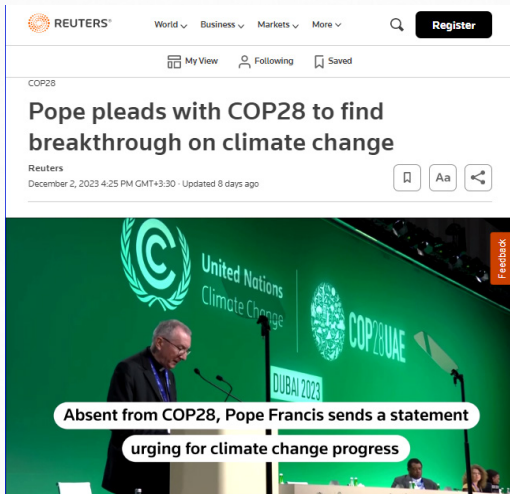 REUTERS®
World Business Markets More Register
My View Following Saved
COP28
Pope pleads with COP28 to find
breakthrough on climate change
Reuters
December 2, 2023 4:25 PM GMT+3:30 · Updated 8 days ago
Aa
Feedback
United Nations
Climate Change
COP28UAE
DUBAI 2023
Absent from COP28, Pope Francis sends a statement
urging for climate change progress